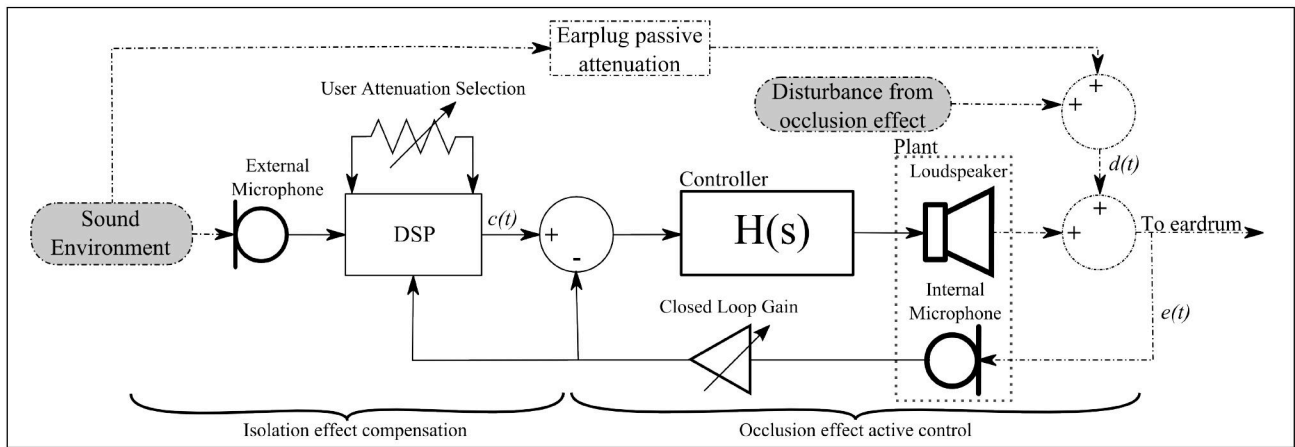 Earplug passive
attenuation
User Attenuation Selection
Disturbance from
occlusion effect
+
+
Plant
External
Microphone
Controller
Loudspeaker
d(t)
Sound
Environment
DSP
c(t)
+
-
H(s)
+
+
To eardrum
Closed Loop Gain
Internal
Microphone
e(t)
Isolation effect compensation
Occlusion effect active control